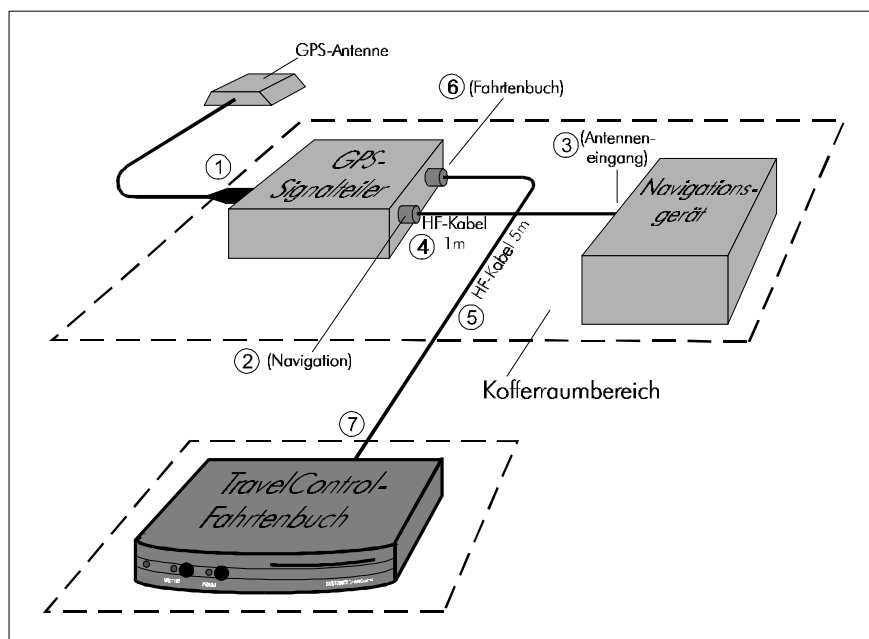 GPS-Antenne
⑥ (Fahrtenbuch)
③ (Antennen-
eingang)
①
GPS-
Signalteiler
Navigations-
gerät
HF-Kabel
④ 1m
HF-Kabel 5m
⑤
② (Navigation)
Kofferraumbereich
⑦
TravelControl-
Fahrtenbuch